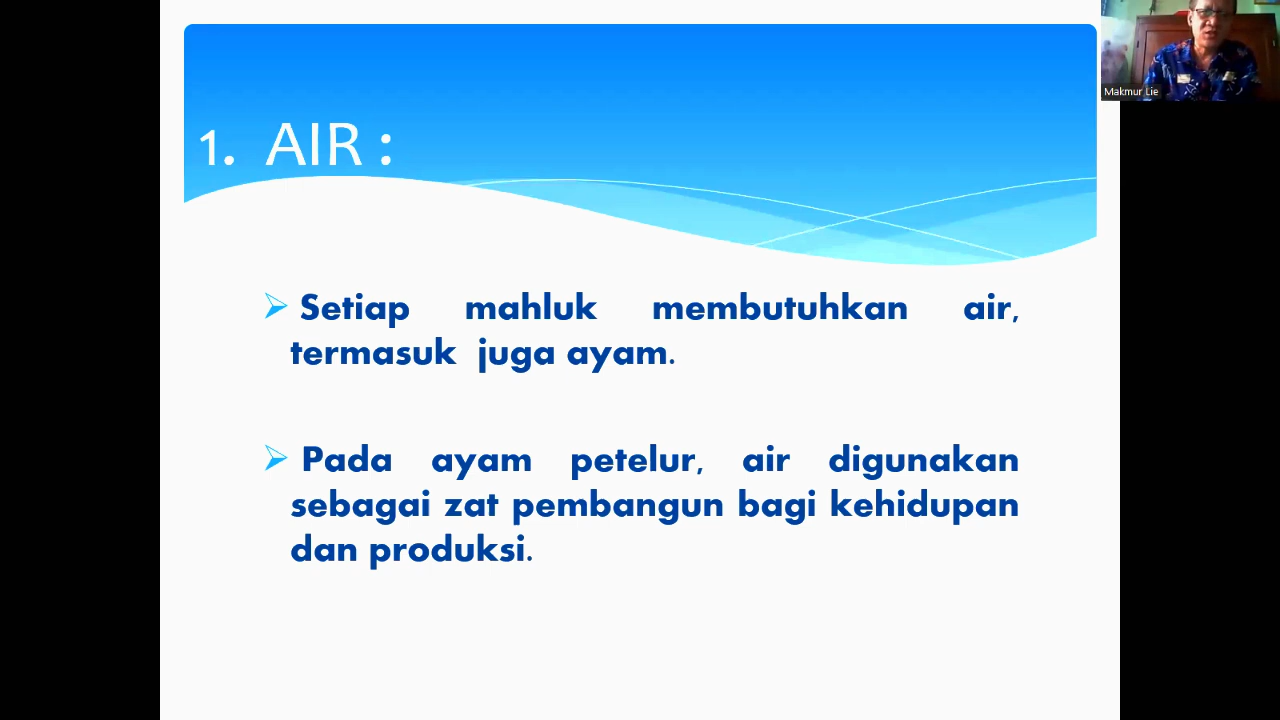 1. AIR :
Makmur Lie
➢ Setiap mahluk membutuhkan air,
termasuk juga ayam.
➢ Pada ayam petelur, air digunakan
sebagai zat pembangun bagi kehidupan
dan produksi.